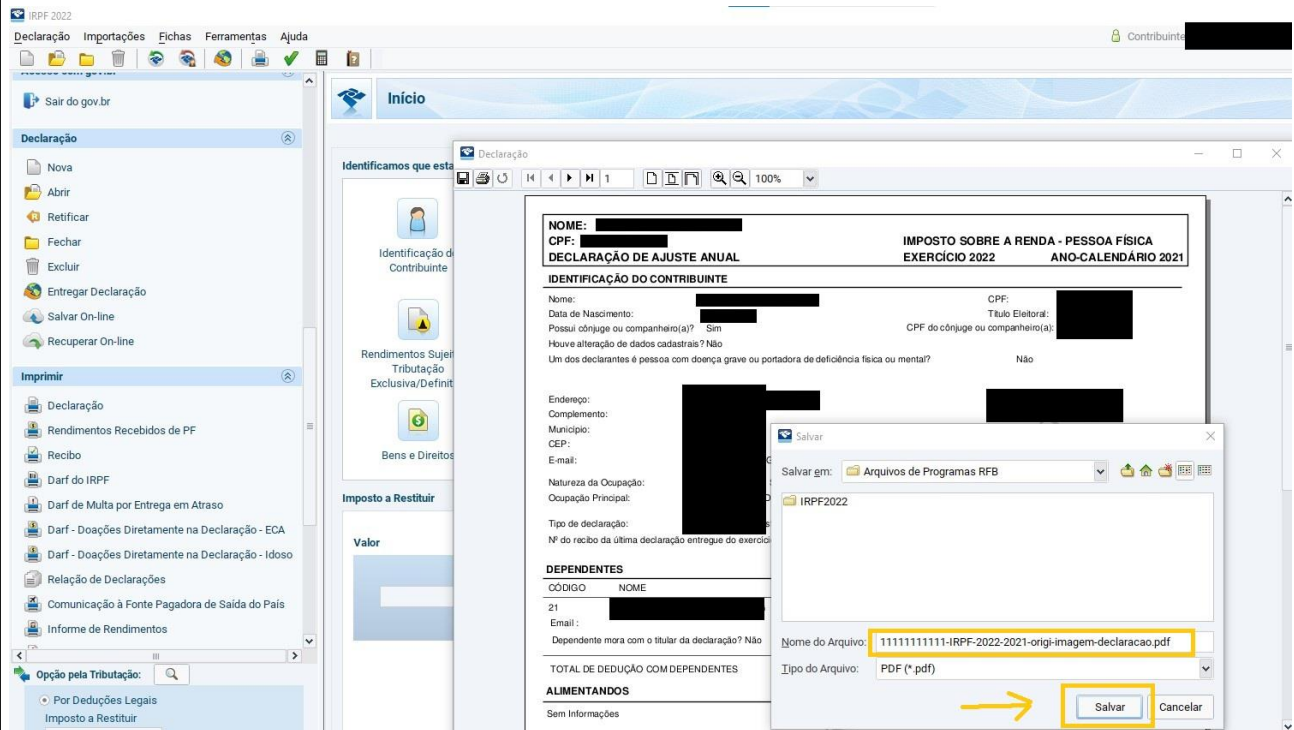 IRPF 2022
Declaração Importações Fichas Ferramentas Ajuda
Contribuinte
Acesso com gov.br
Sair do gov.br
Declaração
Nova
Abrir
Retificar
Fechar
Excluir
Entregar Declaração
Salvar On-line
Recuperar On-line
Imprimir
Declaração
Rendimentos Recebidos de PF
Recibo
Darf do IRPF
Darf de Multa por Entrega em Atraso
Darf - Doações Diretamente na Declaração - ECA
Darf - Doações Diretamente na Declaração - Idoso
Relação de Declarações
Comunicação à Fonte Pagadora de Saída do País
Informe de Rendimentos
Opção pela Tributação:
Por Deduções Legais
Imposto a Restituir
Início
Identificamos que esta
Identificação d
Contribuinte
Rendimentos Sujei
Tributação
Exclusiva/Definit
Bens e Direitos
Imposto a Restituir
Valor
Declaração
1
100%
NOME:
CPF:
DECLARAÇÃO DE AJUSTE ANUAL
IMPOSTO SOBRE A RENDA - PESSOA FÍSICA
EXERCÍCIO 2022 ANO-CALENDÁRIO 2021
IDENTIFICAÇÃO DO CONTRIBUINTE
Nome: CPF:
Data de Nascimento: Título Eleitoral:
Possui cônjuge ou companheiro(a)? Sim CPF do cônjuge ou companheiro(a):
Houve alteração de dados cadastrais? Não
Um dos declarantes é pessoa com doença grave ou portadora de deficiência física ou mental? Não
Endereço:
Complemento:
Município:
CEP:
E-mail:
Natureza da Ocupação:
Ocupação Principal:
Tipo de declaração:
Nº do recibo da última declaração entregue do exercíci
DEPENDENTES
CÓDIGO NOME
21
Email :
Dependente mora com o titular da declaração? Não
TOTAL DE DEDUÇÃO COM DEPENDENTES
ALIMENTANDOS
Sem Informações
Salvar
Salvar em: Arquivos de Programas RFB
IRPF2022
Nome do Arquivo: 11111111111-IRPF-2022-2021-origi-imagem-declaracao.pdf
Tipo do Arquivo: PDF (*.pdf)
Salvar Cancelar